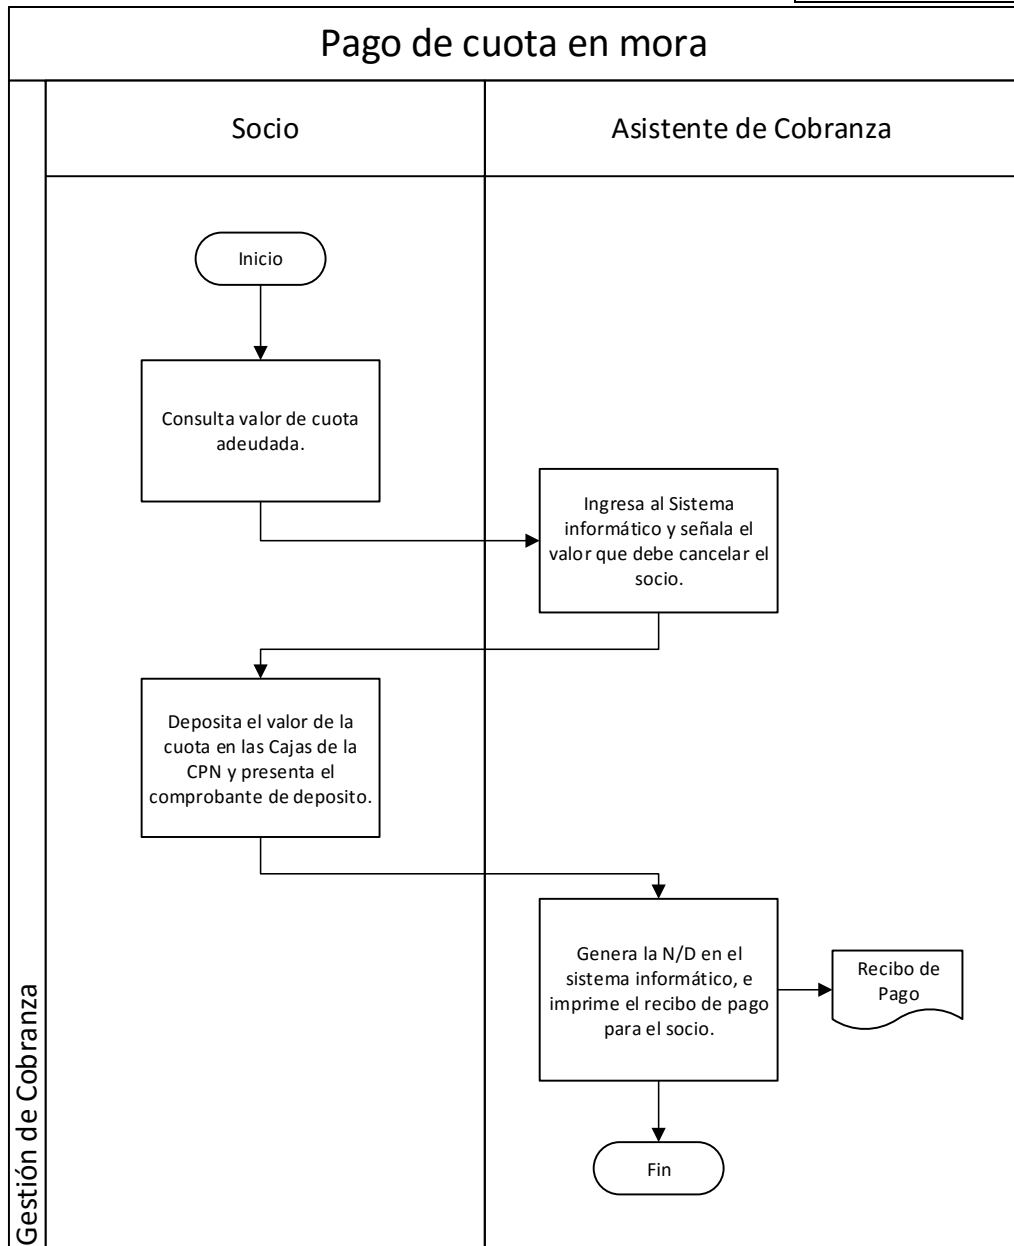 Pago de cuota en mora
Socio
Asistente de Cobranza
Inicio
Consulta valor de cuota
adeudada.
Ingresa al Sistema
informático y señala el
valor que debe cancelar el
socio.
Deposita el valor de la
cuota en las Cajas de la
CPN y presenta el
comprobante de deposito.
Genera la N/D en el
sistema informático, e
imprime el recibo de pago
para el socio.
Recibo de
Pago
Fin
Gestión de Cobranza